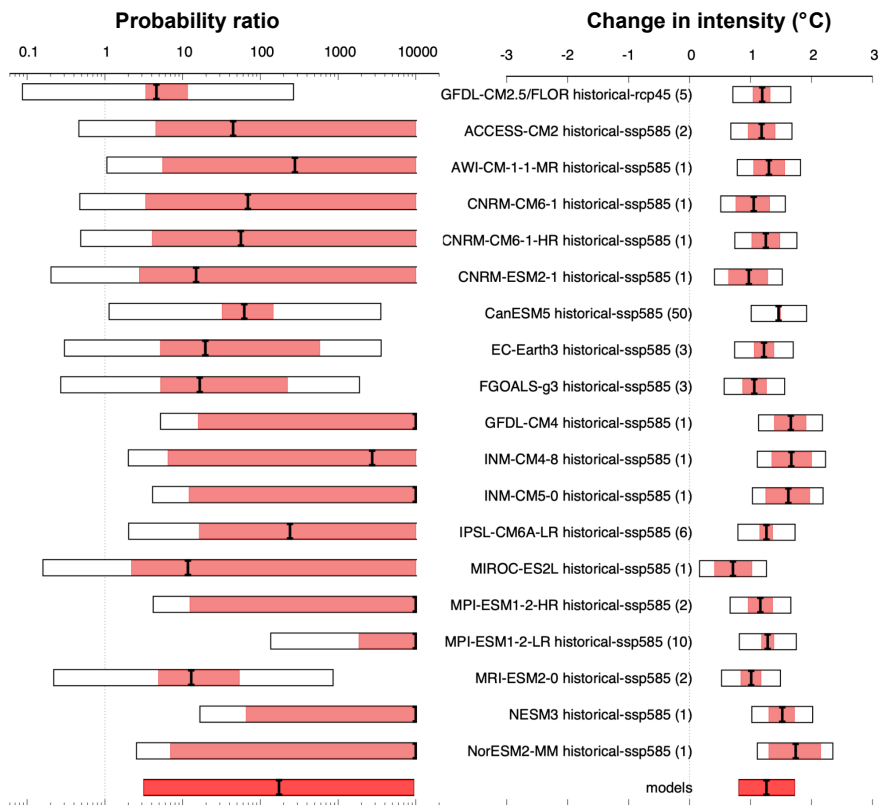 Probability ratio Change in intensity (°C)
0.1 1 10 100 1000 10000 -3 -2 -1 0 1 2 3
GFDL-CM2.5/FLOR historical-rcp45 (5)
ACCESS-CM2 historical-ssp585 (2)
AWI-CM-1-1-MR historical-ssp585 (1)
CNRM-CM6-1 historical-ssp585 (1)
CNRM-CM6-1-HR historical-ssp585 (1)
CNRM-ESM2-1 historical-ssp585 (1)
CanESM5 historical-ssp585 (50)
EC-Earth3 historical-ssp585 (3)
FGOALS-g3 historical-ssp585 (3)
GFDL-CM4 historical-ssp585 (1)
INM-CM4-8 historical-ssp585 (1)
INM-CM5-0 historical-ssp585 (1)
IPSL-CM6A-LR historical-ssp585 (6)
MIROC-ES2L historical-ssp585 (1)
MPI-ESM1-2-HR historical-ssp585 (2)
MPI-ESM1-2-LR historical-ssp585 (10)
MRI-ESM2-0 historical-ssp585 (2)
NESM3 historical-ssp585 (1)
NorESM2-MM historical-ssp585 (1)
models